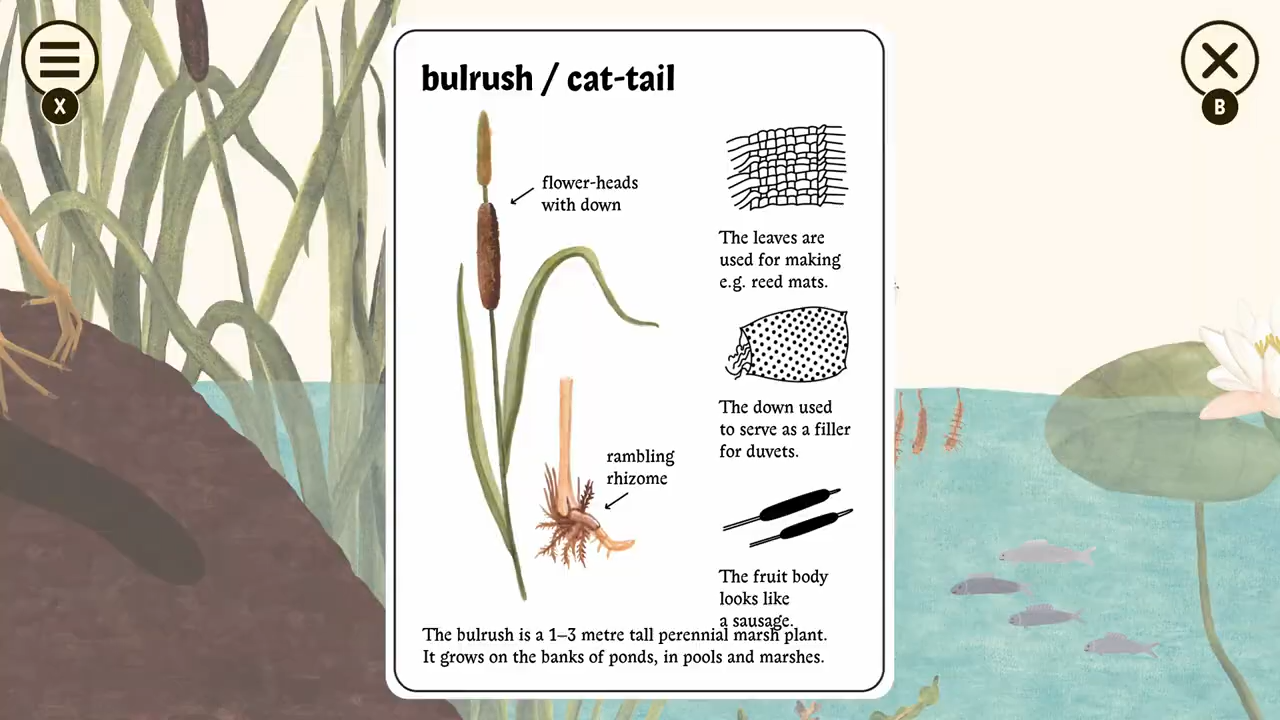 X
B
bulrush / cat-tail
flower-heads
with down
rambling
rhizome
The leaves are
used for making
e.g. reed mats.
The down used
to serve as a filler
for duvets.
The fruit body
looks like
a sausage.
The bulrush is a 1–3 metre tall perennial marsh plant.
It grows on the banks of ponds, in pools and marshes.